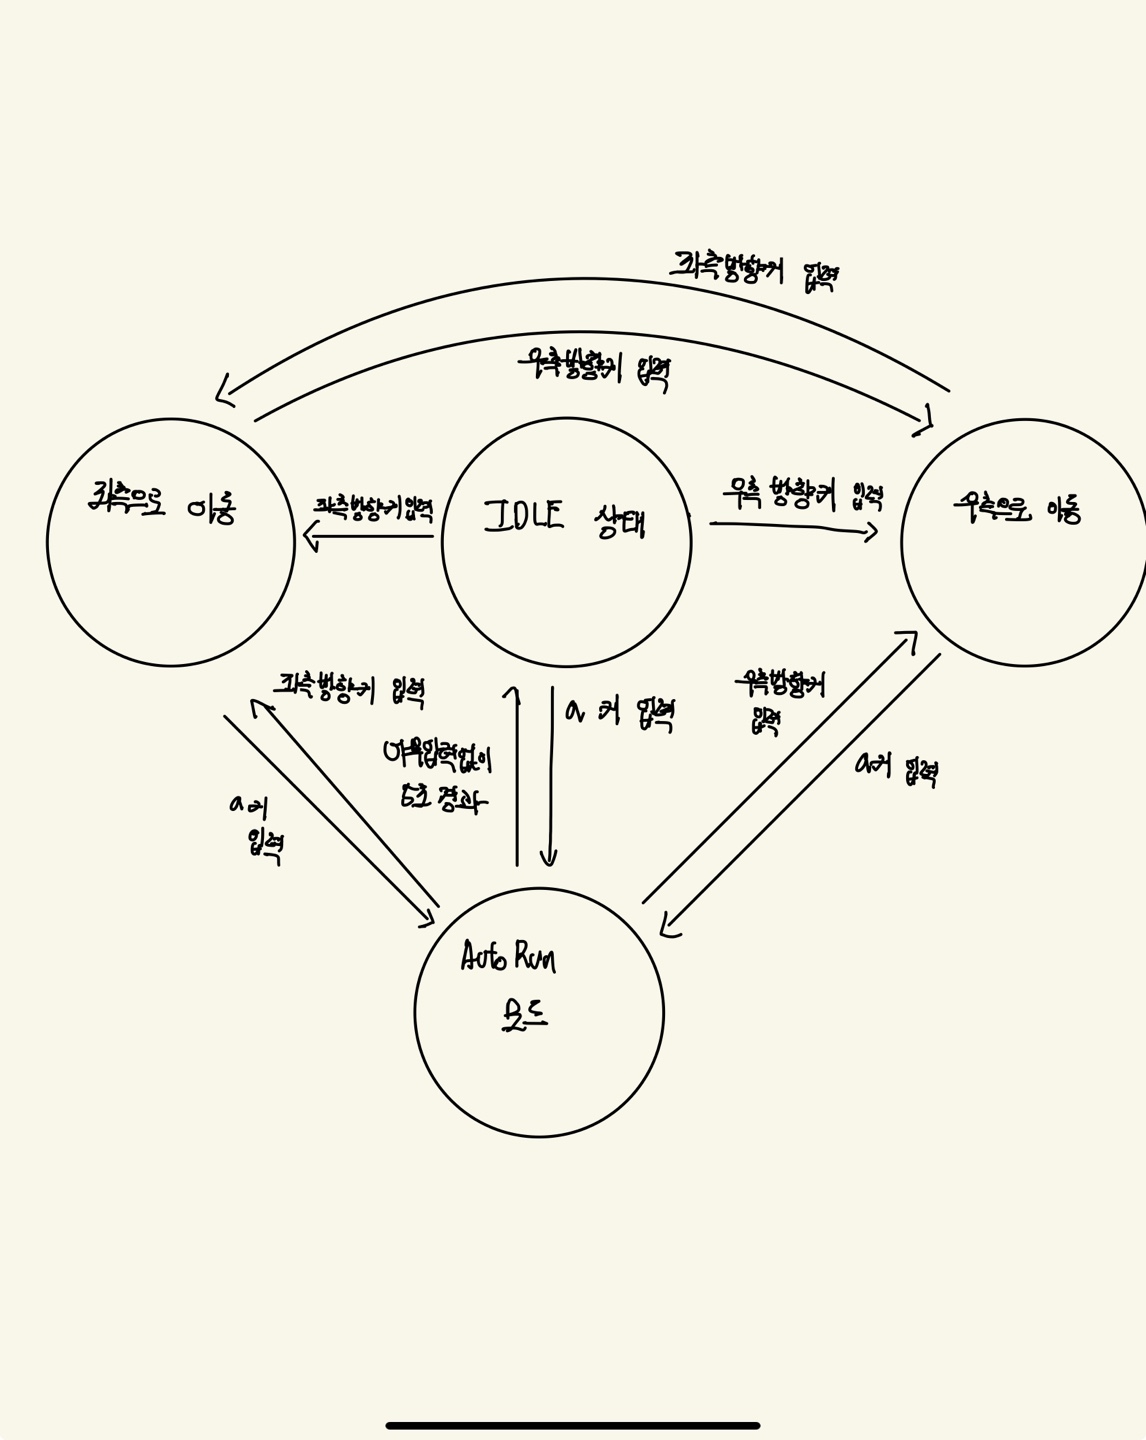 좌측방향키 입력
우측방향키 입력
좌측으로 이동
좌측방향키 입력
IDLE 상태
우측 방향키 입력
우측으로 이동
좌측방향키 입력
a키
입력
아무입력없이
5초 경과
a 키 입력
우측방향키
입력
a키 입력
Auto Run
모드